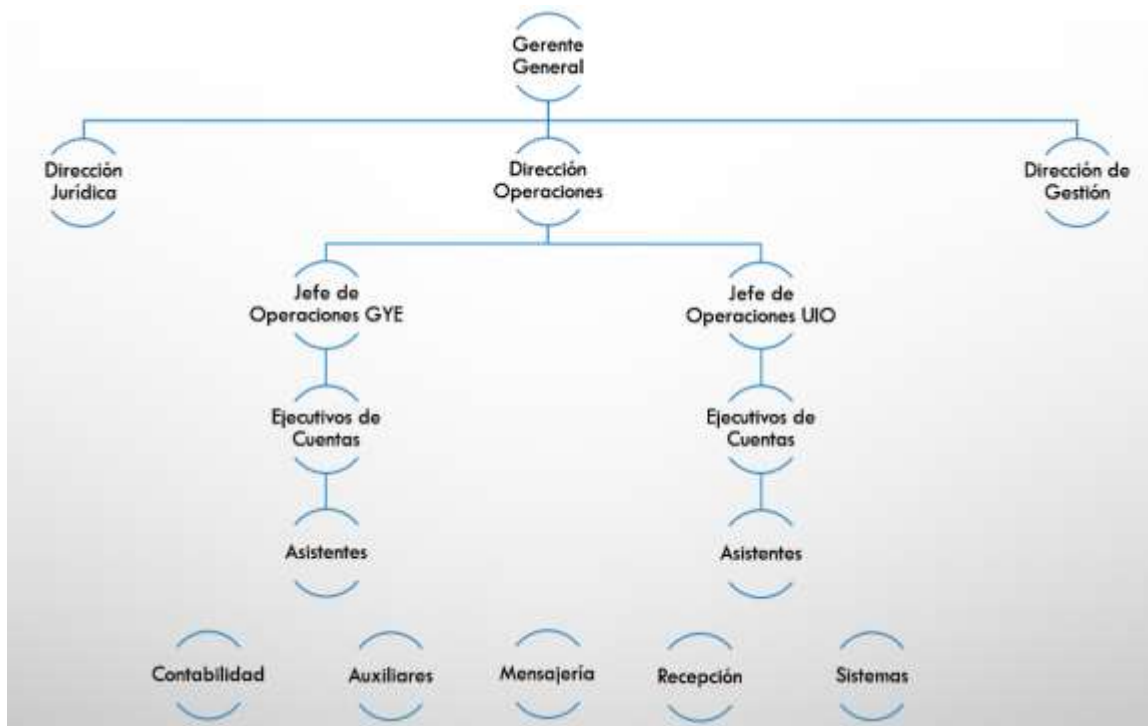 Gerente
General
Dirección
Jurídica
Dirección
Operaciones
Dirección de
Gestión
Jefe de
Operaciones GYE
Jefe de
Operaciones UIO
Ejecutivos de
Cuentas
Ejecutivos de
Cuentas
Asistentes
Asistentes
Contabilidad
Auxiliares
Mensajería
Recepción
Sistemas